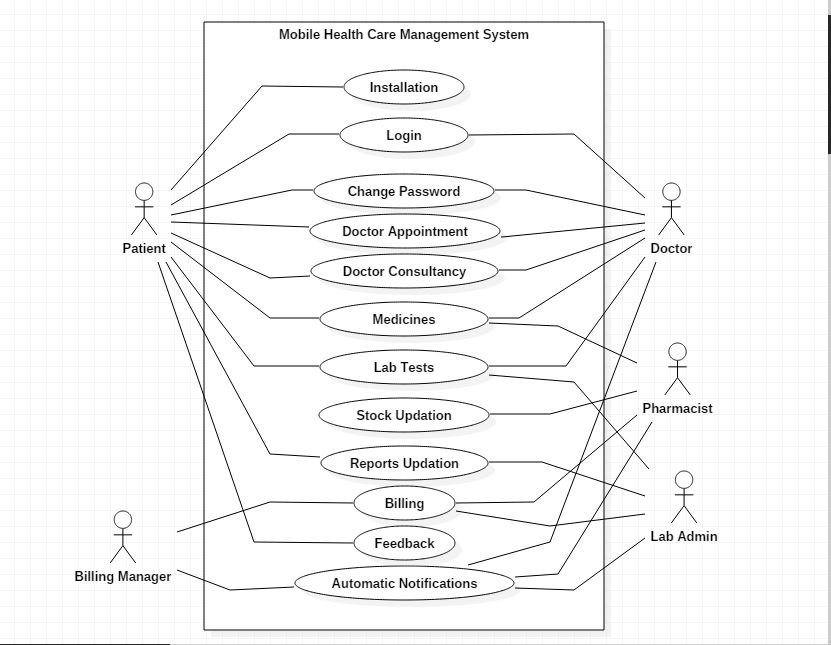 Mobile Health Care Management System
Installation
Login
Change Password
Patient
Doctor Appointment
Doctor
Doctor Consultancy
Medicines
Lab Tests
Pharmacist
Stock Updation
Reports Updation
Billing
Lab Admin
Feedback
Billing Manager
Automatic Notifications